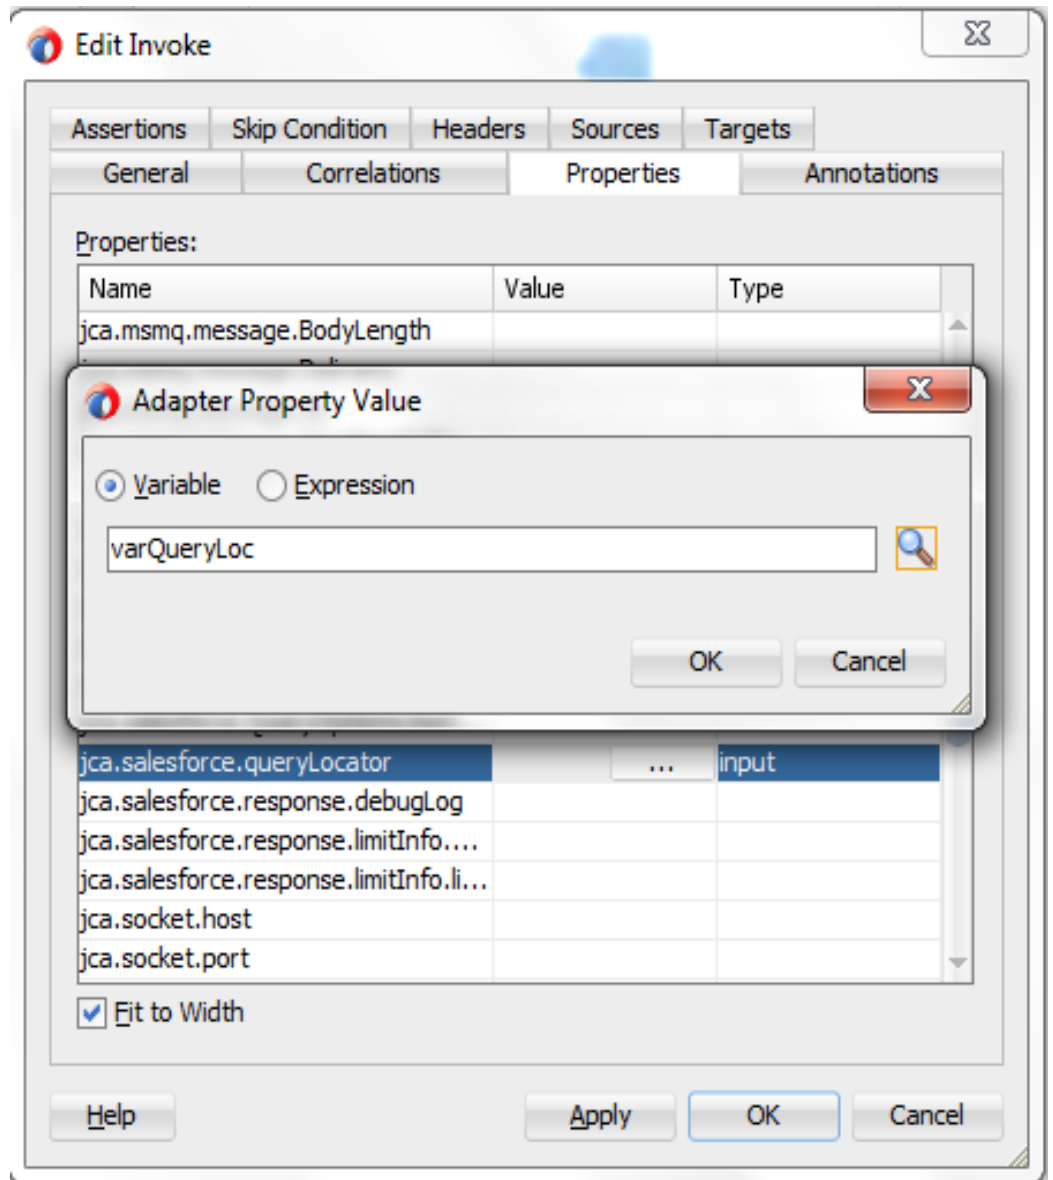 Edit Invoke
Assertions Skip Condition Headers Sources Targets
General Correlations Properties Annotations
Properties:
Name Value Type
jca.msmq.message.BodyLength
Adapter Property Value
Variable Expression
varQueryLoc
OK Cancel
jca.salesforce.queryLocator ... input
jca.salesforce.response.debugLog
jca.salesforce.response.limitInfo....
jca.salesforce.response.limitInfo.li...
jca.socket.host
jca.socket.port
Fit to Width
Help Apply OK Cancel